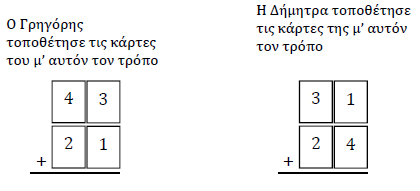 Ο Γρηγόρης
τοποθέτησε τις κάρτες
του μ’ αυτόν τον τρόπο
4 3
2 1
+
Η Δήμητρα τοποθέτησε
τις κάρτες της μ’ αυτόν
τον τρόπο
3 1
2 4
+